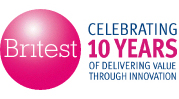 Britest
CELEBRATING
10 YEARS
OF DELIVERING VALUE
THROUGH INNOVATION